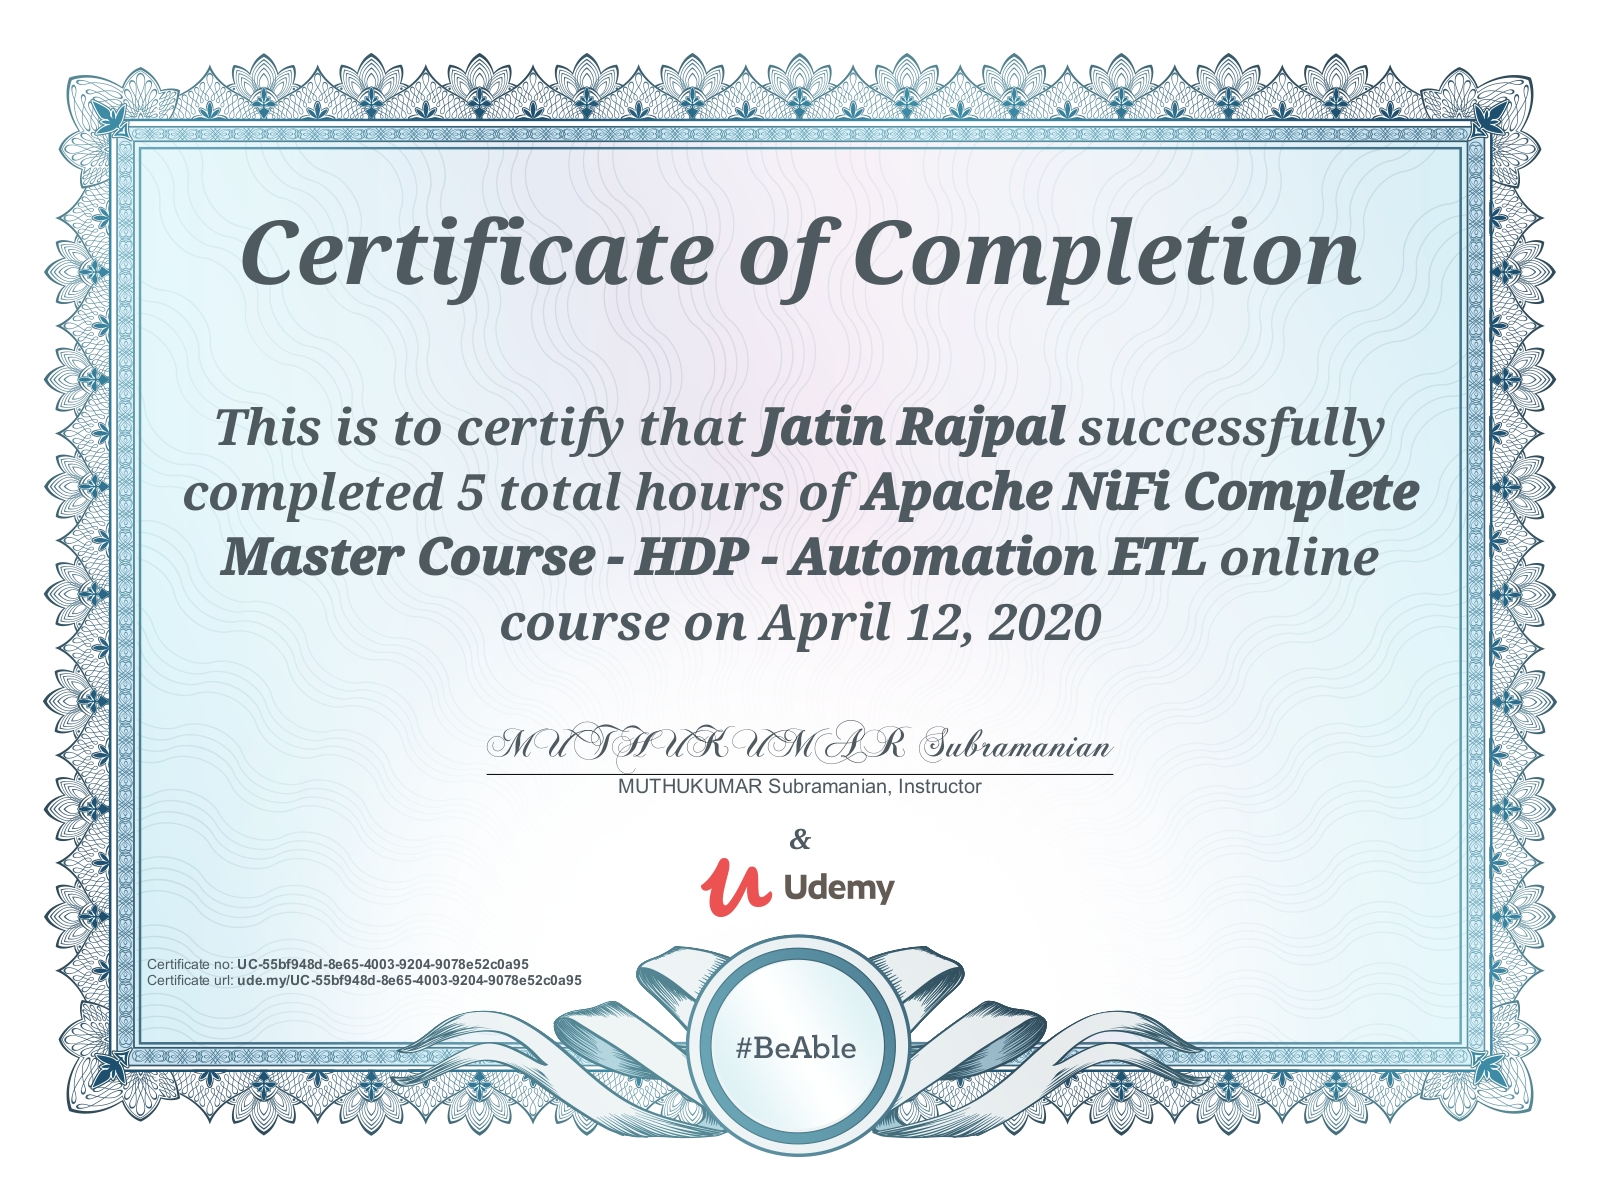 Certificate of Completion
This is to certify that Jatin Rajpal successfully
completed 5 total hours of Apache NiFi Complete
Master Course - HDP - Automation ETL online
course on April 12, 2020
MUTHUKUMAR Subramanian
MUTHUKUMAR Subramanian, Instructor
&
Udemy
Certificate no: UC-55bf948d-8e65-4003-9204-9078e52c0a95
Certificate url: ude.my/UC-55bf948d-8e65-4003-9204-9078e52c0a95
#BeAble